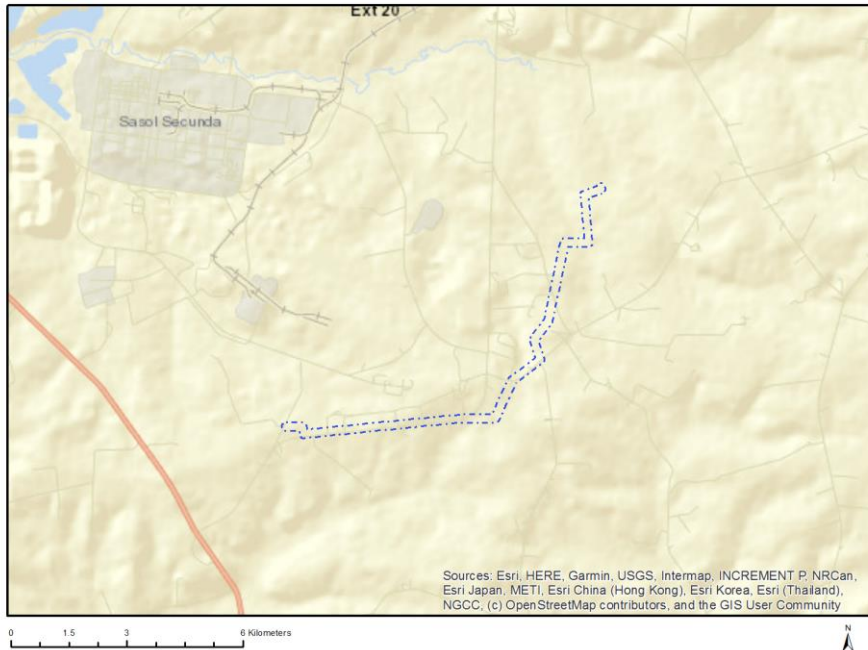 Ext 20
Sasol Secunda
Sources: Esri, HERE, Garmin, USGS, Intermap, INCREMENT P, NRCan,
Esri Japan, METI, Esri China (Hong Kong), Esri Korea, Esri (Thailand),
NGCC, (c) OpenStreetMap contributors, and the GIS User Community
0 1.5 3 6 Kilometers
N